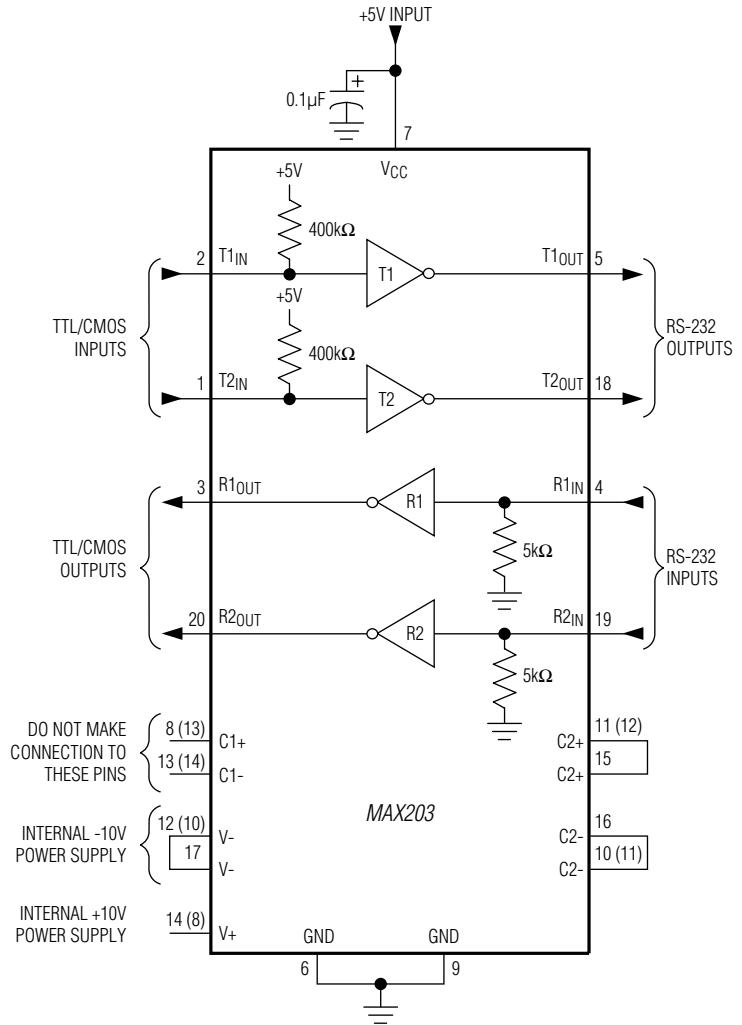 +5V INPUT
0.1µF
+
7
VCC
+5V
400kΩ
2
T1IN
T1
T1OUT
5
+5V
400kΩ
TTL/CMOS
INPUTS
RS-232
OUTPUTS
1
T2IN
T2
T2OUT
18
3
R1OUT
R1
R1IN
4
5kΩ
TTL/CMOS
OUTPUTS
RS-232
INPUTS
20
R2OUT
R2
R2IN
19
5kΩ
DO NOT MAKE
CONNECTION TO
THESE PINS
8 (13)
C1+
13 (14)
C1-
11 (12)
C2+
15
C2+
MAX203
INTERNAL -10V
POWER SUPPLY
12 (10)
V-
17
V-
16
C2-
10 (11)
C2-
INTERNAL +10V
POWER SUPPLY
14 (8)
V+
GND
GND
6
9